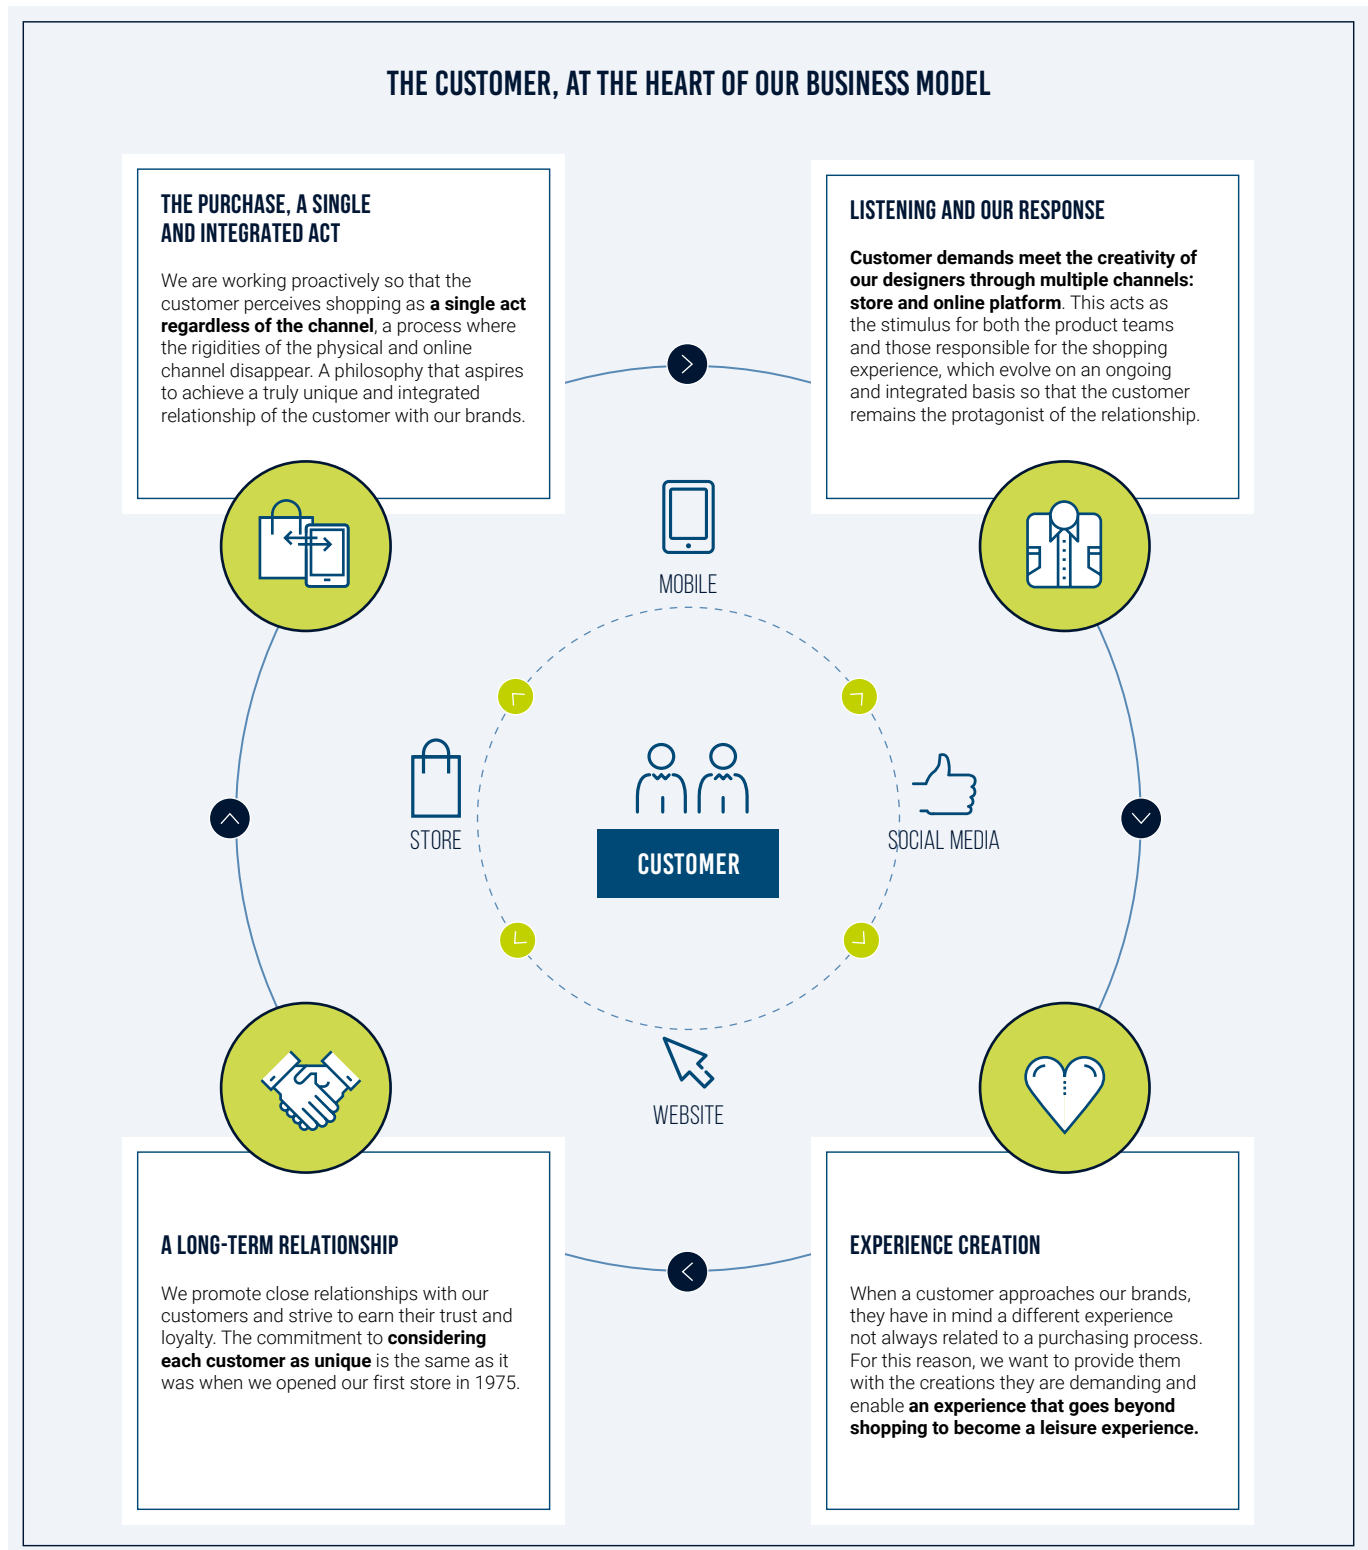 THE CUSTOMER, AT THE HEART OF OUR BUSINESS MODEL
THE PURCHASE, A SINGLE
AND INTEGRATED ACT
We are working proactively so that the
customer perceives shopping as a single act
regardless of the channel, a process where
the rigidities of the physical and online
channel disappear. A philosophy that aspires
to achieve a truly unique and integrated
relationship of the customer with our brands.
LISTENING AND OUR RESPONSE
Customer demands meet the creativity of
our designers through multiple channels:
store and online platform. This acts as
the stimulus for both the product teams
and those responsible for the shopping
experience, which evolve on an ongoing
and integrated basis so that the customer
remains the protagonist of the relationship.
MOBILE
STORE
CUSTOMER
SOCIAL MEDIA
WEBSITE
A LONG-TERM RELATIONSHIP
We promote close relationships with our
customers and strive to earn their trust and
loyalty. The commitment to considering
each customer as unique is the same as it
was when we opened our first store in 1975.
EXPERIENCE CREATION
When a customer approaches our brands,
they have in mind a different experience
not always related to a purchasing process.
For this reason, we want to provide them
with the creations they are demanding and
enable an experience that goes beyond
shopping to become a leisure experience.